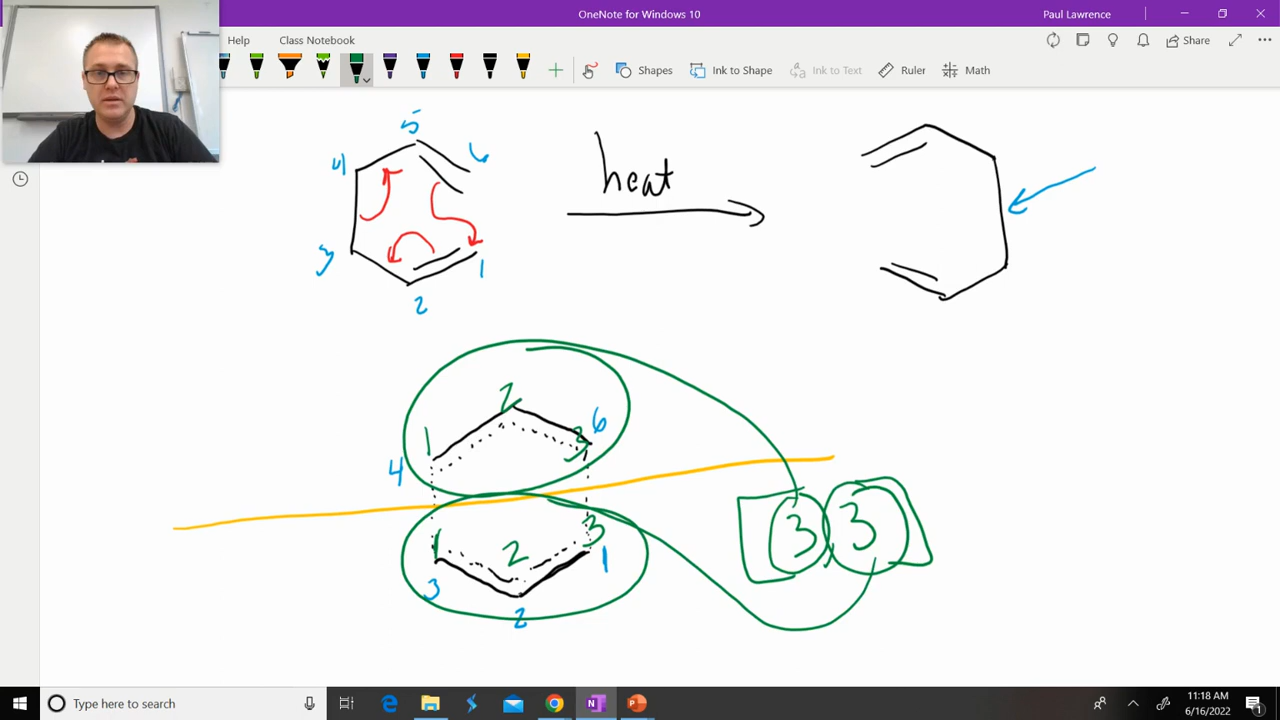 OneNote for Windows 10
Paul Lawrence
Help
Class Notebook
Shapes
Ink to Shape
Ink to Text
Ruler
Math
Share
5
4
6
3
1
2
heat
2
1
3
6
4
1
2
3
3
1
2
3
3
Type here to search
11:18 AM
6/16/2022
1